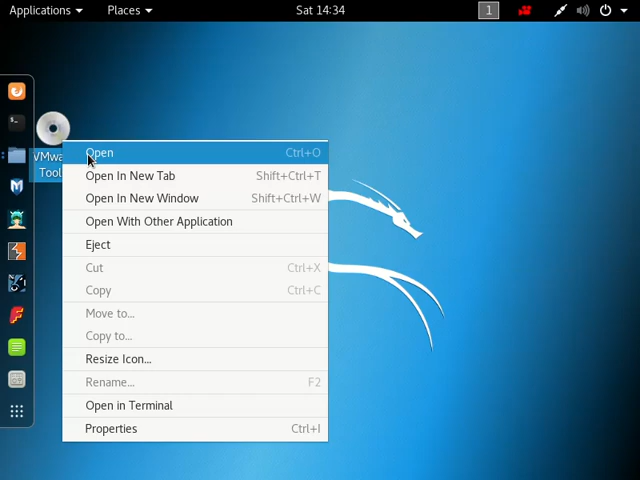 Applications Places Sat 14:34 1
VMwa
Tool
Open Ctrl+O
Open In New Tab Shift+Ctrl+T
Open In New Window Shift+Ctrl+W
Open With Other Application
Eject
Cut Ctrl+X
Copy Ctrl+C
Move to...
Copy to...
Resize Icon...
Rename... F2
Open in Terminal
Properties Ctrl+I